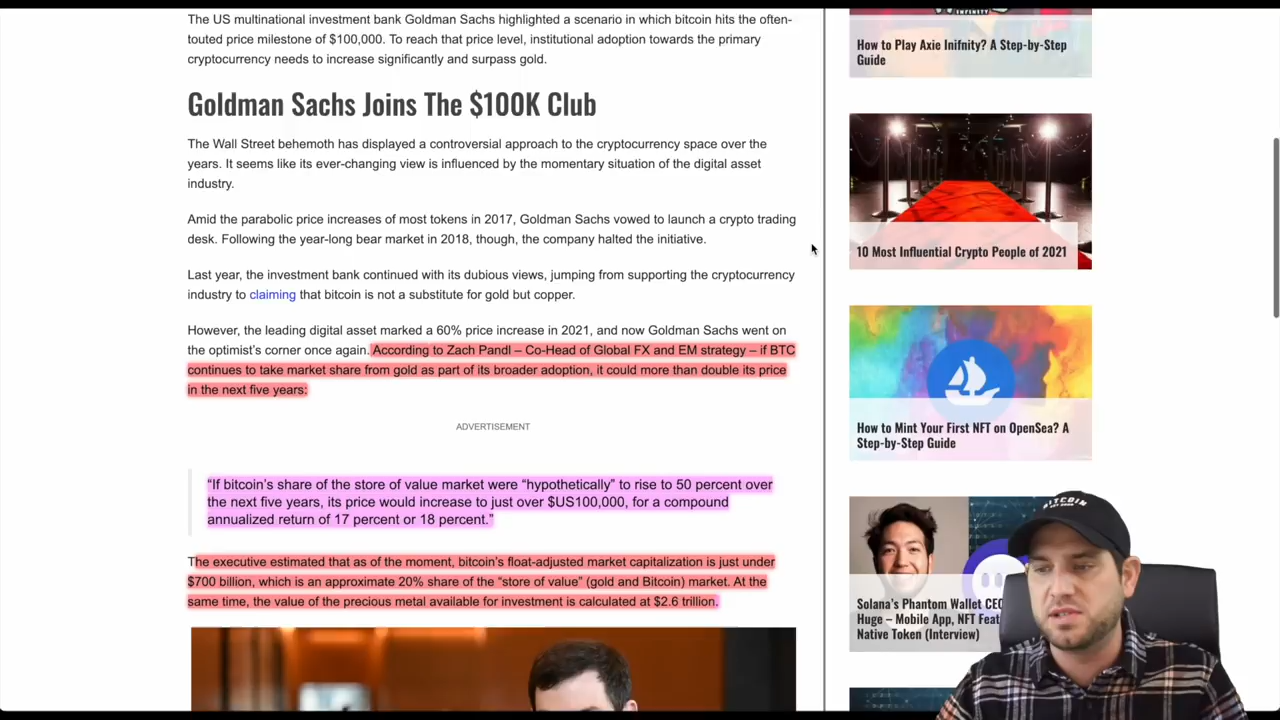 The US multinational investment bank Goldman Sachs highlighted a scenario in which bitcoin hits the often-
touted price milestone of $100,000. To reach that price level, institutional adoption towards the primary
cryptocurrency needs to increase significantly and surpass gold.
Goldman Sachs Joins The $100K Club
The Wall Street behemoth has displayed a controversial approach to the cryptocurrency space over the
years. It seems like its ever-changing view is influenced by the momentary situation of the digital asset
industry.
Amid the parabolic price increases of most tokens in 2017, Goldman Sachs vowed to launch a crypto trading
desk. Following the year-long bear market in 2018, though, the company halted the initiative.
Last year, the investment bank continued with its dubious views, jumping from supporting the cryptocurrency
industry to claiming that bitcoin is not a substitute for gold but copper.
However, the leading digital asset marked a 60% price increase in 2021, and now Goldman Sachs went on
the optimist's corner once again. According to Zach Pandl – Co-Head of Global FX and EM strategy – if BTC
continues to take market share from gold as part of its broader adoption, it could more than double its price
in the next five years:
ADVERTISEMENT
“If bitcoin’s share of the store of value market were “hypothetically” to rise to 50 percent over
the next five years, its price would increase to just over $US100,000, for a compound
annualized return of 17 percent or 18 percent.”
The executive estimated that as of the moment, bitcoin's float-adjusted market capitalization is just under
$700 billion, which is an approximate 20% share of the “store of value” (gold and Bitcoin) market. At the
same time, the value of the precious metal available for investment is calculated at $2.6 trillion.
How to Play Axie Inifnity? A Step-by-Step
Guide
10 Most Influential Crypto People of 2021
How to Mint Your First NFT on OpenSea? A
Step-by-Step Guide
Solana's Phantom Wallet CEO
Huge – Mobile App, NFT
Native Token (Interview)
BITCOIN